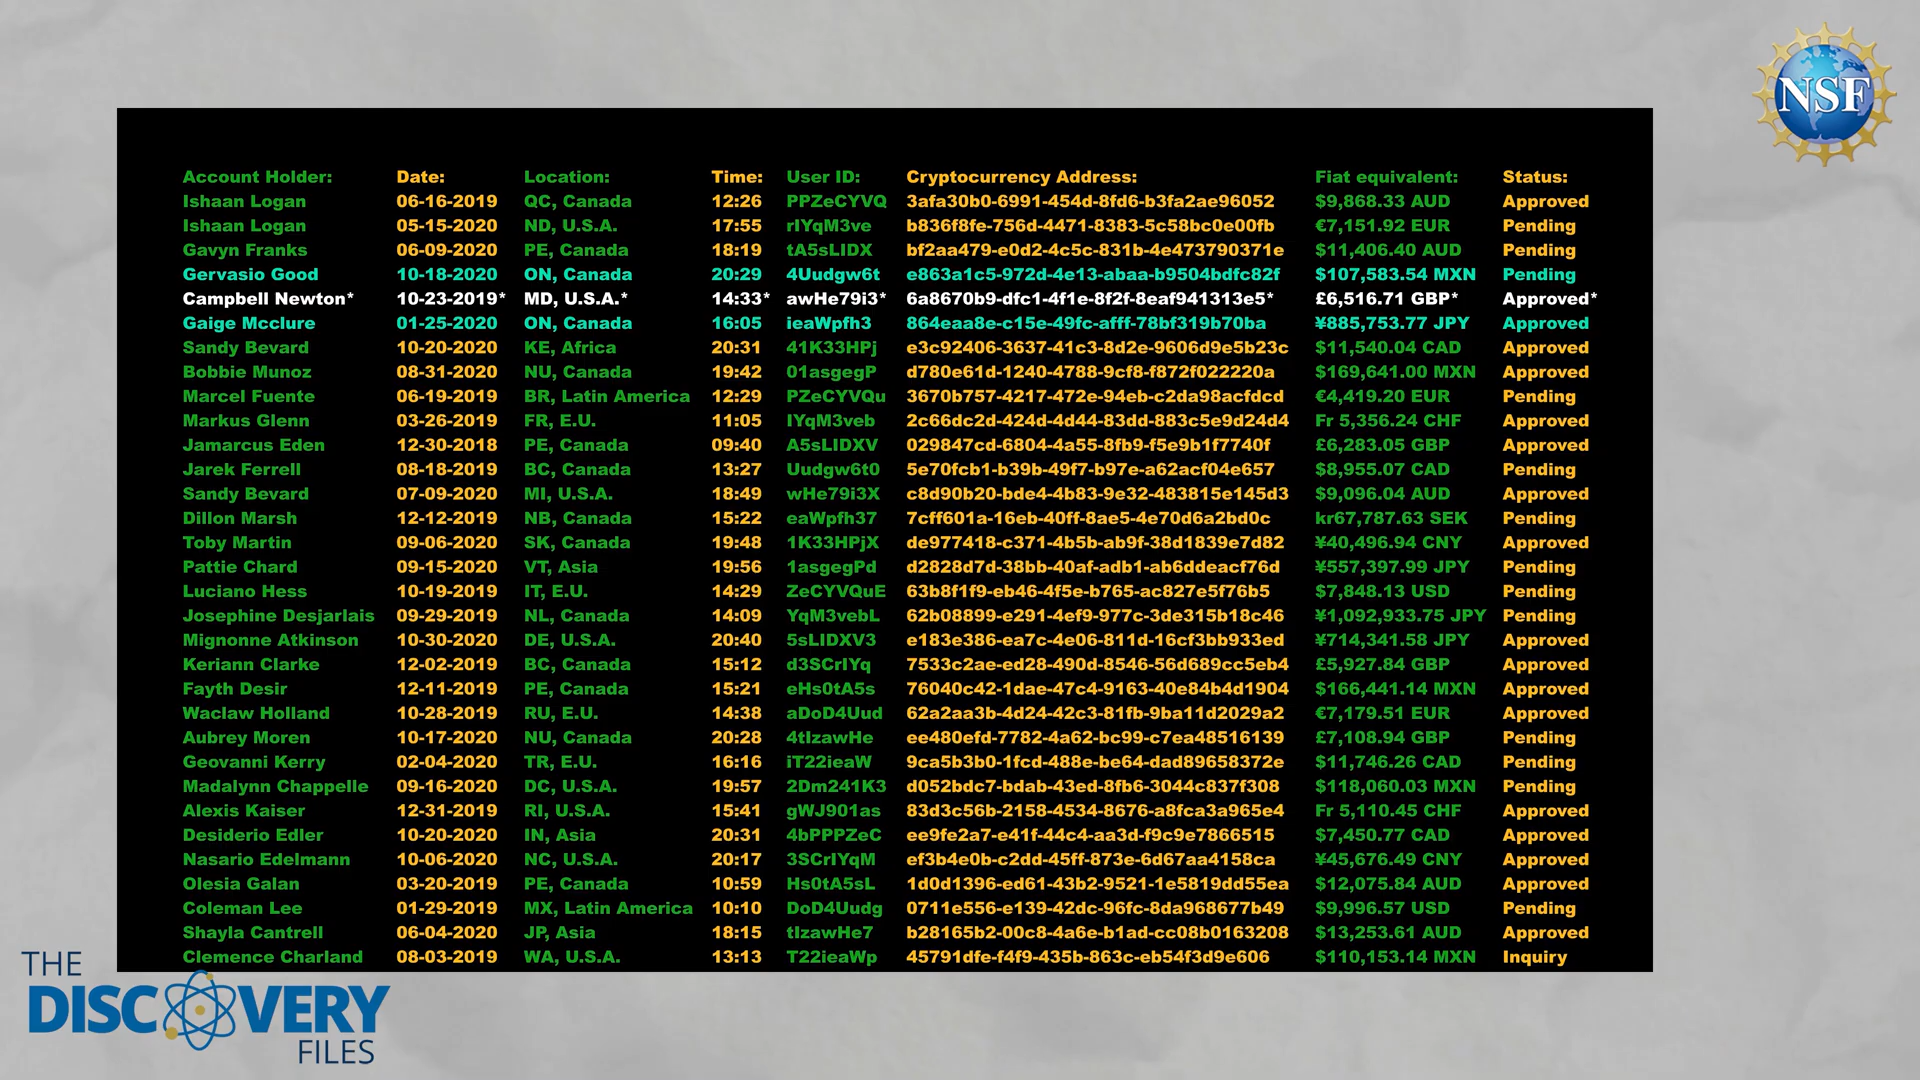 NSF
Account Holder: Date: Location: Time: User ID: Cryptocurrency Address: Fiat equivalent: Status:
Ishaan Logan 06-16-2019 QC, Canada 12:26 PPZeCYVQ 3afa30b0-6991-454d-8fd6-b3fa2ae96052 $9,868.33 AUD Approved
Ishaan Logan 05-15-2020 ND, U.S.A. 17:55 rIYqM3ve b836f8fe-756d-4471-8383-5c58bc0e00fb €7,151.92 EUR Pending
Gavyn Franks 06-09-2020 PE, Canada 18:19 tA5sLIDX bf2aa479-e0d2-4c5c-831b-4e473790371e $11,406.40 AUD Pending
Gervasio Good 10-18-2020 ON, Canada 20:29 4Uudgw6t e863a1c5-972d-4e13-abaa-b9504bdfc82f $107,583.54 MXN Pending
Campbell Newton* 10-23-2019* MD, U.S.A.* 14:33* awHe79i3* 6a8670b9-dfc1-4f1e-8f2f-8eaf941313e5* £6,516.71 GBP* Approved*
Gaige Mcclure 01-25-2020 ON, Canada 16:05 ieaWpfh3 864eaa8e-c15e-49fc-afff-78bf319b70ba ¥885,753.77 JPY Approved
Sandy Bevard 10-20-2020 KE, Africa 20:31 41K33HPj e3c92406-3637-41c3-8d2e-9606d9e5b23c $11,540.04 CAD Approved
Bobbie Munoz 08-31-2020 NU, Canada 19:42 01asgegP d780e61d-1240-4788-9cf8-f872f022220a $169,641.00 MXN Approved
Marcel Fuente 06-19-2019 BR, Latin America 12:29 PZeCYVQu 3670b757-4217-472e-94eb-c2da98acfdcd €4,419.20 EUR Pending
Markus Glenn 03-26-2019 FR, E.U. 11:05 IYqM3veb 2c66dc2d-424d-4d44-83dd-883c5e9d24d4 Fr 5,356.24 CHF Approved
Jamarcus Eden 12-30-2018 PE, Canada 09:40 A5sLIDXV 029847cd-6804-4a55-8fb9-f5e9b1f7740f £6,283.05 GBP Approved
Jarek Ferrell 08-18-2019 BC, Canada 13:27 Uudgw6t0 5e70fcb1-b39b-49f7-b97e-a62acf04e657 $8,955.07 CAD Pending
Sandy Bevard 07-09-2020 MI, U.S.A. 18:49 wHe79i3X c8d90b20-bde4-4b83-9e32-483815e145d3 $9,096.04 AUD Approved
Dillon Marsh 12-12-2019 NB, Canada 15:22 eaWpfh37 7cff601a-16eb-40ff-8ae5-4e70d6a2bd0c kr67,787.63 SEK Pending
Toby Martin 09-06-2020 SK, Canada 19:48 1K33HPjX de977418-c371-4b5b-ab9f-38d1839e7d82 ¥40,496.94 CNY Approved
Pattie Chard 09-15-2020 VT, Asia 19:56 1asgegPd d2828d7d-38bb-40af-adb1-ab6ddeacf76d ¥557,397.99 JPY Pending
Luciano Hess 10-19-2019 IT, E.U. 14:29 ZeCYVQuE 63b8f1f9-eb46-4f5e-b765-ac827e5f76b5 $7,848.13 USD Pending
Josephine Desjarlais 09-29-2019 NL, Canada 14:09 YqM3vebL 62b08899-e291-4ef9-977c-3de315b18c46 ¥1,092,933.75 JPY Pending
Mignonne Atkinson 10-30-2020 DE, U.S.A. 20:40 5sLIDXV3 e183e386-ea7c-4e06-811d-16cf3bb933ed ¥714,341.58 JPY Approved
Keriann Clarke 12-02-2019 BC, Canada 15:12 d3SCrIYq 7533c2ae-ed28-490d-8546-56d689cc5eb4 £5,927.84 GBP Approved
Fayth Desir 12-11-2019 PE, Canada 15:21 eHs0tA5s 76040c42-1dae-47c4-9163-40e84b4d1904 $166,441.14 MXN Approved
Waclaw Holland 10-28-2019 RU, E.U. 14:38 aDoD4Uud 62a2aa3b-4d24-42c3-81fb-9ba11d2029a2 €7,179.51 EUR Approved
Aubrey Moren 10-17-2020 NU, Canada 20:28 4tIzawHe ee480efd-7782-4a62-bc99-c7ea48516139 £7,108.94 GBP Pending
Geovanni Kerry 02-04-2020 TR, E.U. 16:16 iT22ieaW 9ca5b3b0-1fcd-488e-be64-dad89658372e $11,746.26 CAD Pending
Madalynn Chappelle 09-16-2020 DC, U.S.A. 19:57 2Dm241K3 d052bdc7-bdab-43ed-8fb6-3044c837f308 $118,060.03 MXN Pending
Alexis Kaiser 12-31-2019 RI, U.S.A. 15:41 gWJ901as 83d3c56b-2158-4534-8676-a8fca3a965e4 Fr 5,110.45 CHF Approved
Desiderio Edler 10-20-2020 IN, Asia 20:31 4bPPPZeC ee9fe2a7-e41f-44c4-aa3d-f9c9e7866515 $7,450.77 CAD Approved
Nasario Edelmann 10-06-2020 NC, U.S.A. 20:17 3SCrIYqM ef3b4e0b-c2dd-45ff-873e-6d67aa4158ca ¥45,676.49 CNY Approved
Olesia Galan 03-20-2019 PE, Canada 10:59 Hs0tA5sL 1d0d1396-ed61-43b2-9521-1e5819dd55ea $12,075.84 AUD Approved
Coleman Lee 01-29-2019 MX, Latin America 10:10 DoD4Uudg 0711e556-e139-42dc-96fc-8da968677b49 $9,996.57 USD Pending
Shayla Cantrell 06-04-2020 JP, Asia 18:15 tIzawHe7 b28165b2-00c8-4a6e-b1ad-cc08b0163208 $13,253.61 AUD Approved
Clemence Charland 08-03-2019 WA, U.S.A. 13:13 T22ieaWp 45791dfe-f4f9-435b-863c-eb54f3d9e606 $110,153.14 MXN Inquiry
THE
DISCOVERY
FILES